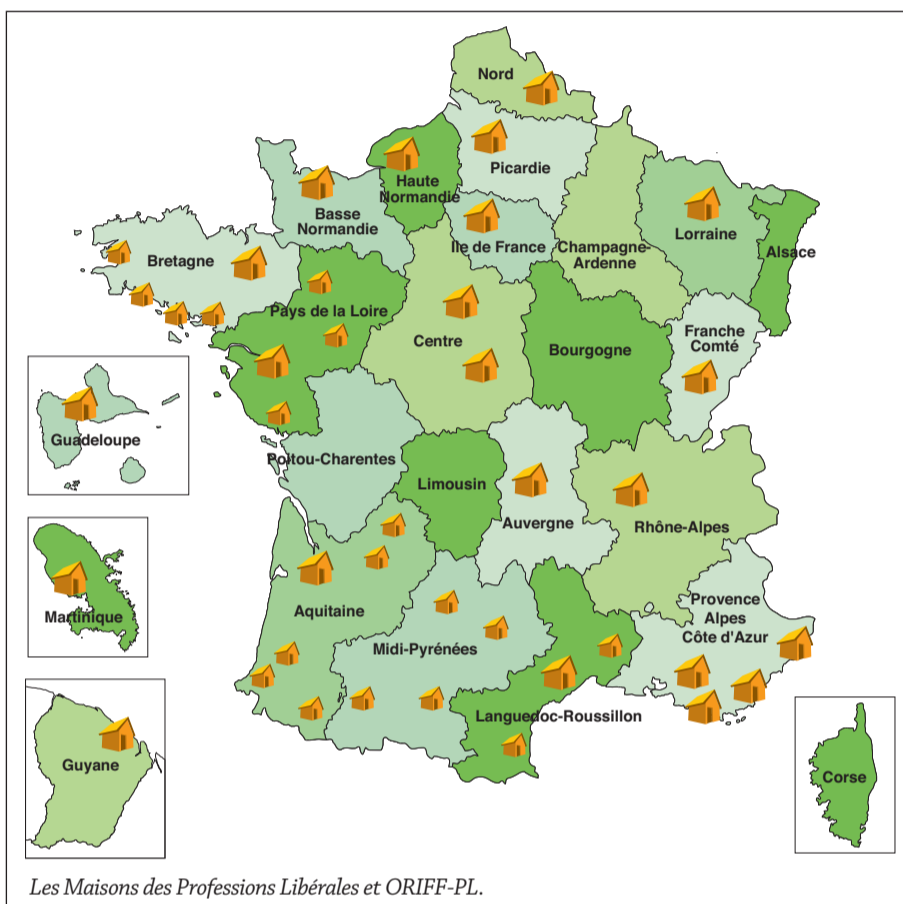 Nord
Picardie
Haute
Normandie
Basse
Normandie
Ile de France
Champagne-
Ardenne
Lorraine
Alsace
Bretagne
Pays de la Loire
Centre
Bourgogne
Franche
Comté
Guadeloupe
Poitou-Charentes
Limousin
Auvergne
Rhône-Alpes
Martinique
Aquitaine
Midi-Pyrénées
Provence
Alpes
Côte d'Azur
Languedoc-Roussillon
Guyane
Corse
Les Maisons des Professions Libérales et ORIFF-PL.